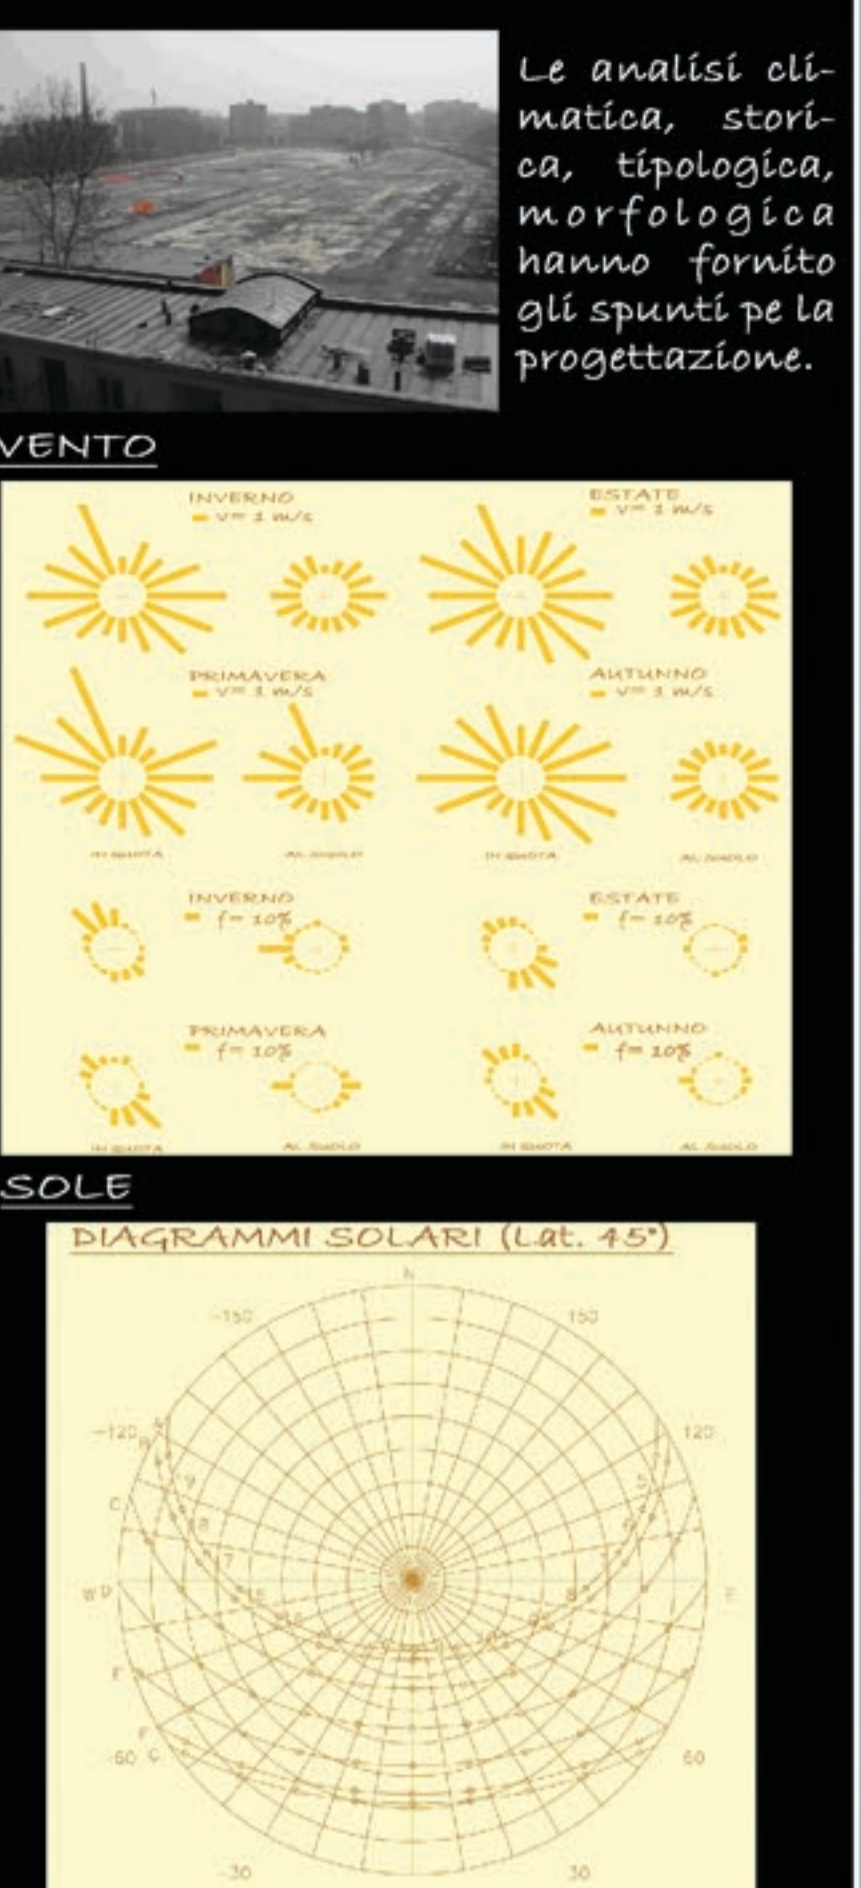 Le analisi cli-
matica, stori-
ca, tipologica,
morfologica
hanno fornito
gli spunti pe la
progettazione.
VENTO
INVERNO
v= 1 m/s
ESTATE
v= 1 m/s
PRIMAVERA
v= 1 m/s
AUTUNNO
v= 1 m/s
IN QUOTA
AL SUOLO
IN QUOTA
AL SUOLO
INVERNO
f= 10%
ESTATE
f= 10%
PRIMAVERA
f= 10%
AUTUNNO
f= 10%
IN QUOTA
AL SUOLO
IN QUOTA
AL SUOLO
SOLE
DIAGRAMMI SOLARI (Lat. 45°)
N
-150
150
-120
120
C
W D
E
E
F
-60 G
60
-30
30